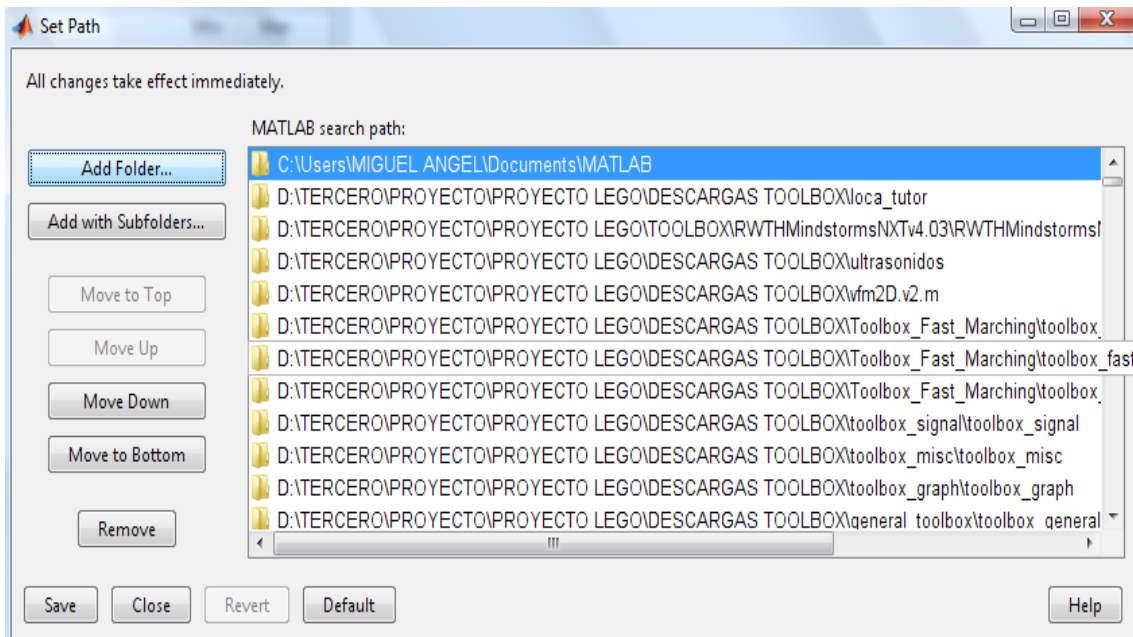 Set Path
All changes take effect immediately.
MATLAB search path:
Add Folder...
Add with Subfolders...
Move to Top
Move Up
Move Down
Move to Bottom
Remove
C:\Users\MIGUEL ANGEL\Documents\MATLAB
D:\TERCERO\PROYECTO\PROYECTO LEGO\DESCARGAS TOOLBOX\loca_tutor
D:\TERCERO\PROYECTO\PROYECTO LEGO\TOOLBOX\RWTHMindstormsNXTv4.03\RWTHMindstorms
D:\TERCERO\PROYECTO\PROYECTO LEGO\DESCARGAS TOOLBOX\ultrasonidos
D:\TERCERO\PROYECTO\PROYECTO LEGO\DESCARGAS TOOLBOX\vfm2D.v2.m
D:\TERCERO\PROYECTO\PROYECTO LEGO\DESCARGAS TOOLBOX\Toolbox_Fast_Marching\toolbox_
D:\TERCERO\PROYECTO\PROYECTO LEGO\DESCARGAS TOOLBOX\Toolbox_Fast_Marching\toolbox_fast
D:\TERCERO\PROYECTO\PROYECTO LEGO\DESCARGAS TOOLBOX\Toolbox_Fast_Marching\toolbox_
D:\TERCERO\PROYECTO\PROYECTO LEGO\DESCARGAS TOOLBOX\toolbox_signal\toolbox_signal
D:\TERCERO\PROYECTO\PROYECTO LEGO\DESCARGAS TOOLBOX\toolbox_misc\toolbox_misc
D:\TERCERO\PROYECTO\PROYECTO LEGO\DESCARGAS TOOLBOX\toolbox_graph\toolbox_graph
D:\TERCERO\PROYECTO\PROYECTO LEGO\DESCARGAS TOOLBOX\general_toolbox\toolbox_general
Save
Close
Revert
Default
Help